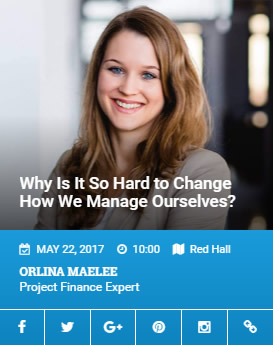 Why Is It So Hard to Change
How We Manage Ourselves?
MAY 22, 2017 10:00 Red Hall
ORLINA MAELEE
Project Finance Expert